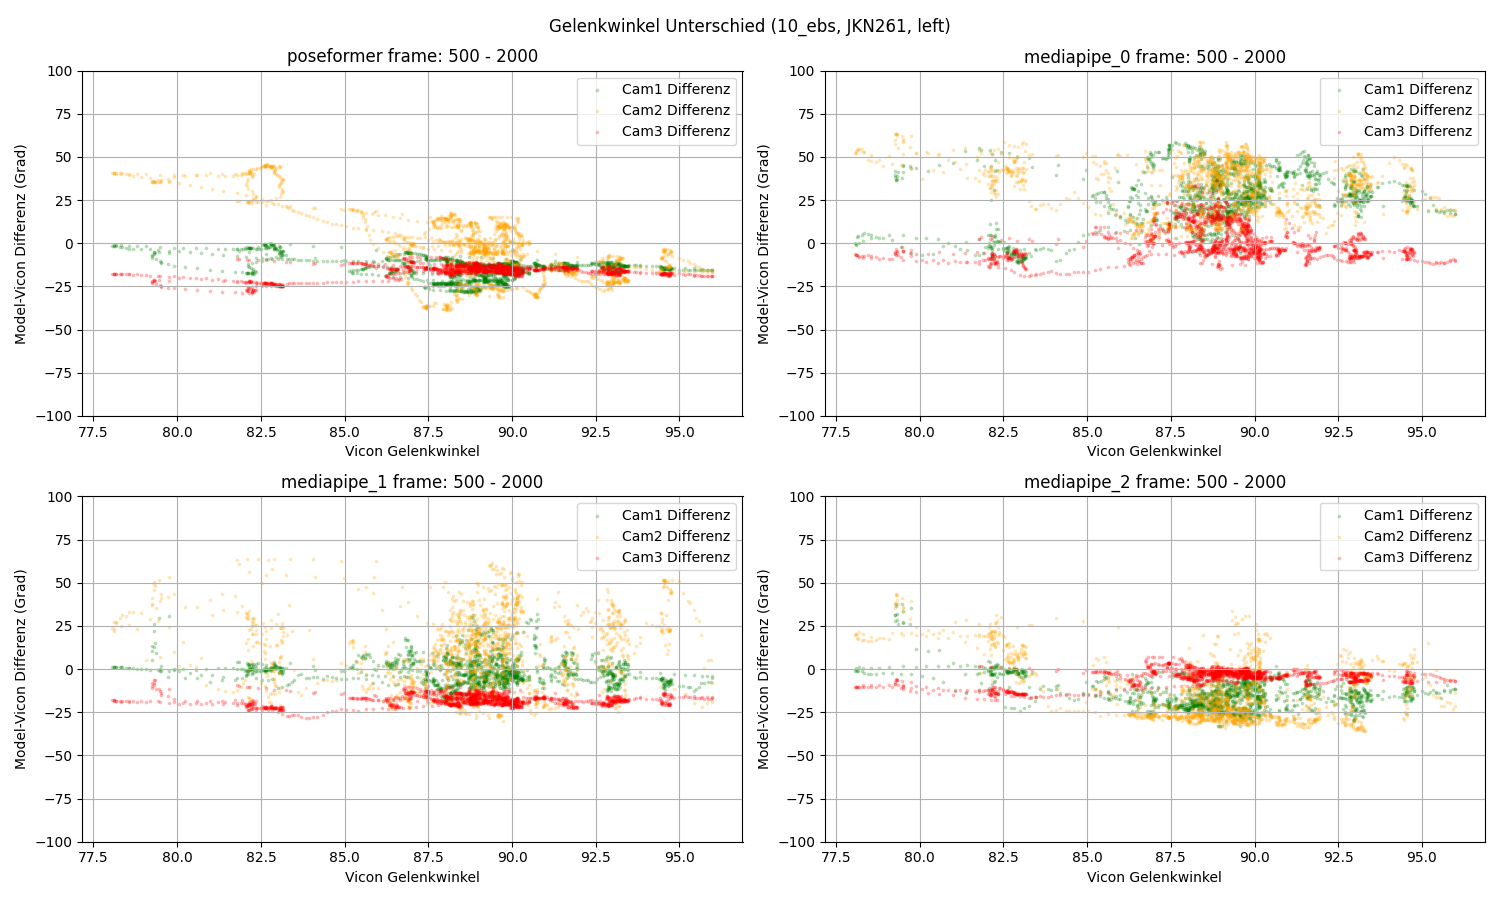 Gelenkwinkel Unterschied (10_ebs, JKN261, left)
poseformer frame: 500 - 2000
100
75
50
25
0
−25
−50
−75
−100
Model-Vicon Differenz (Grad)
Cam1 Differenz
Cam2 Differenz
Cam3 Differenz
77.5 80.0 82.5 85.0 87.5 90.0 92.5 95.0
Vicon Gelenkwinkel
mediapipe_0 frame: 500 - 2000
100
75
50
25
0
−25
−50
−75
−100
Model-Vicon Differenz (Grad)
Cam1 Differenz
Cam2 Differenz
Cam3 Differenz
77.5 80.0 82.5 85.0 87.5 90.0 92.5 95.0
Vicon Gelenkwinkel
mediapipe_1 frame: 500 - 2000
100
75
50
25
0
−25
−50
−75
−100
Model-Vicon Differenz (Grad)
Cam1 Differenz
Cam2 Differenz
Cam3 Differenz
77.5 80.0 82.5 85.0 87.5 90.0 92.5 95.0
Vicon Gelenkwinkel
mediapipe_2 frame: 500 - 2000
100
75
50
25
0
−25
−50
−75
−100
Model-Vicon Differenz (Grad)
Cam1 Differenz
Cam2 Differenz
Cam3 Differenz
77.5 80.0 82.5 85.0 87.5 90.0 92.5 95.0
Vicon Gelenkwinkel